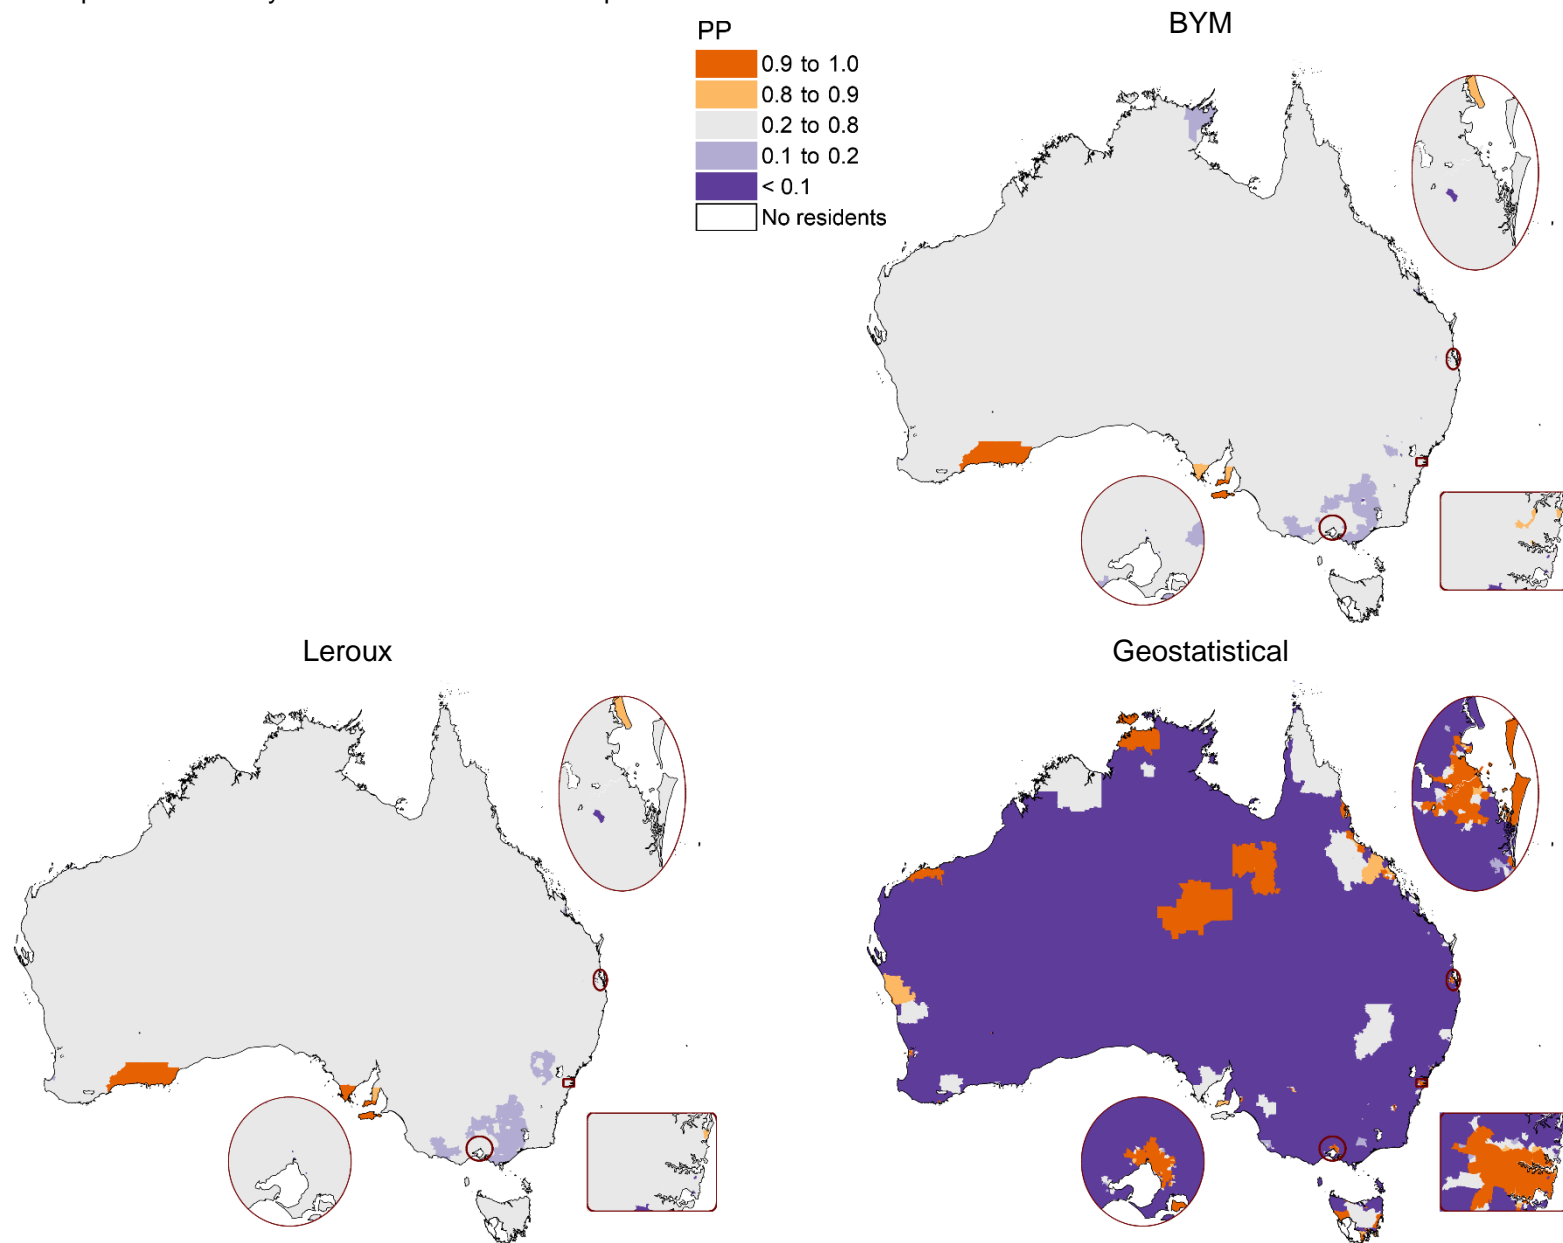 PP
0.9 to 1.0
0.8 to 0.9
0.2 to 0.8
0.1 to 0.2
< 0.1
No residents
BYM
Leroux
Geostatistical